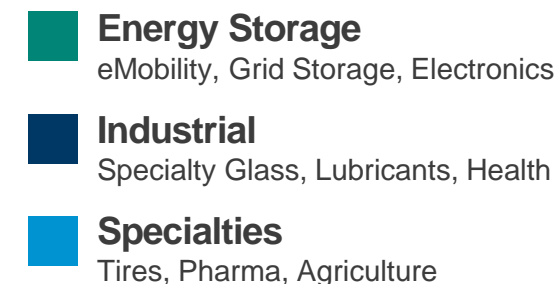 Energy Storage
eMobility, Grid Storage, Electronics
Industrial
Specialty Glass, Lubricants, Health
Specialties
Tires, Pharma, Agriculture